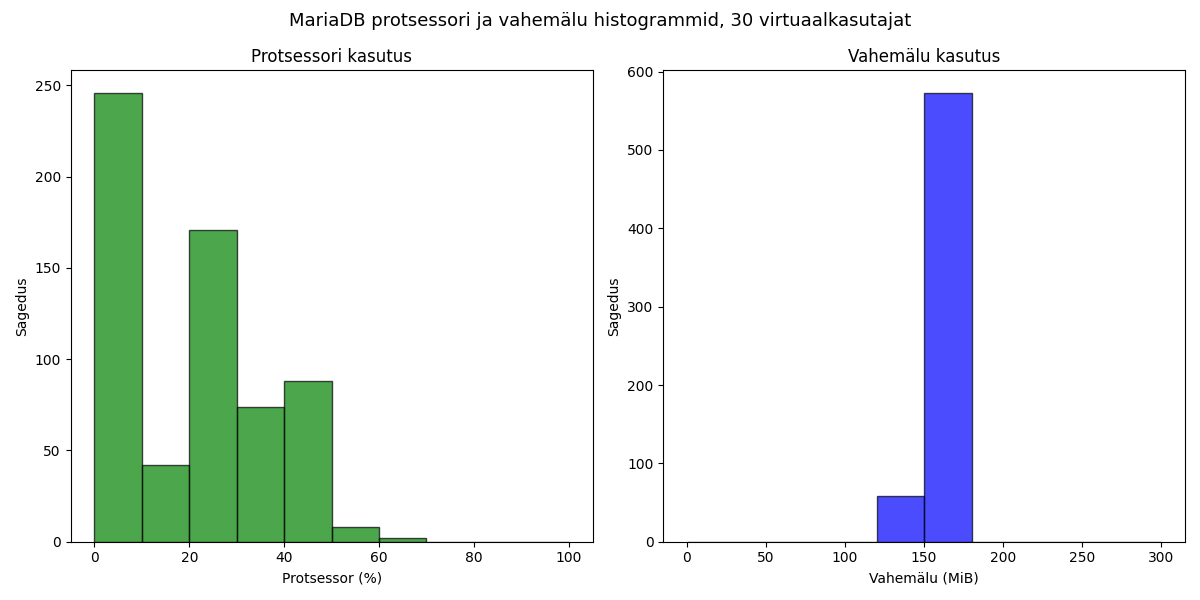 MariaDB protsessori ja vahemälu histogrammid, 30 virtuaalkasutajat
Protsessori kasutus
250
200
150
100
50
0
Sagedus
0 20 40 60 80 100
Protsessor (%)
Vahemälu kasutus
600
500
400
300
200
100
0
Sagedus
0 50 100 150 200 250 300
Vahemälu (MiB)